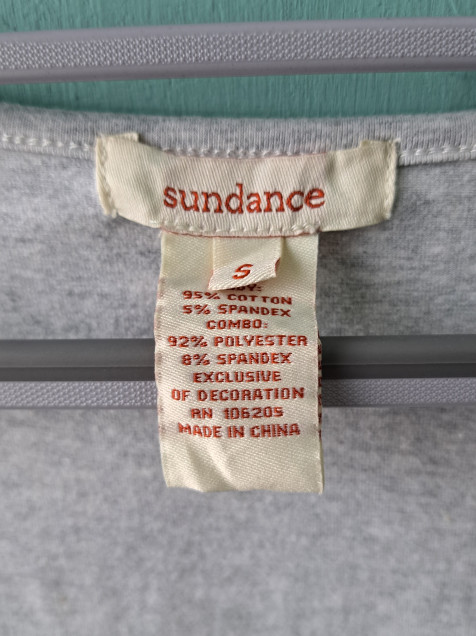 sundance
S
95% COTTON
5% SPANDEX
COMBO:
92% POLYESTER
8% SPANDEX
EXCLUSIVE
OF DECORATION
RN 106205
MADE IN CHINA